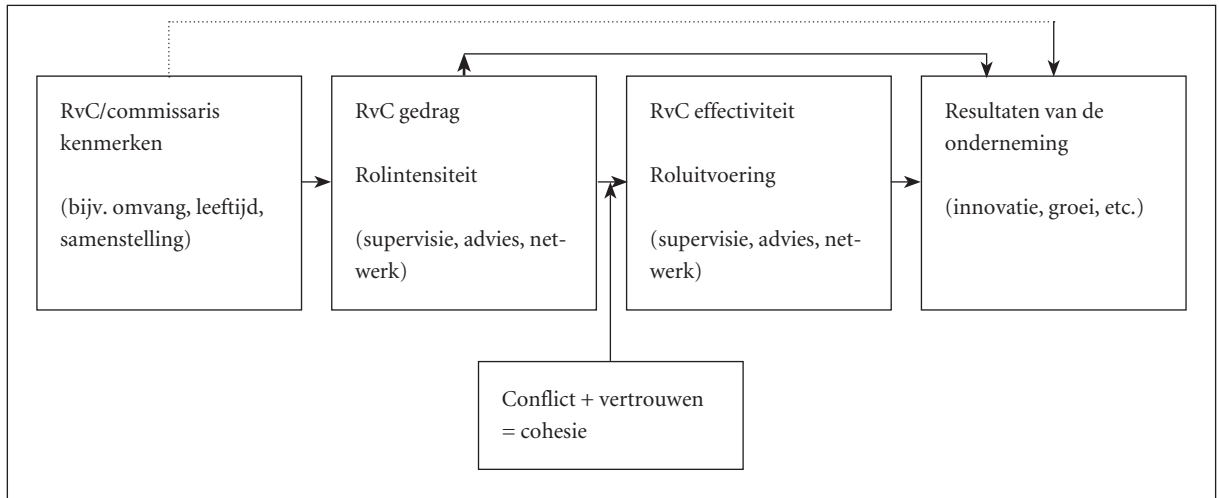 RvC/commissaris
kenmerken
(bijv. omvang, leeftijd,
samenstelling)
RvC gedrag
Rolintensiteit
(supervisie, advies, net-
werk)
RvC effectiviteit
Roluitvoering
(supervisie, advies, net-
werk)
Resultaten van de
onderneming
(innovatie, groei, etc.)
Conflict + vertrouwen
= cohesie